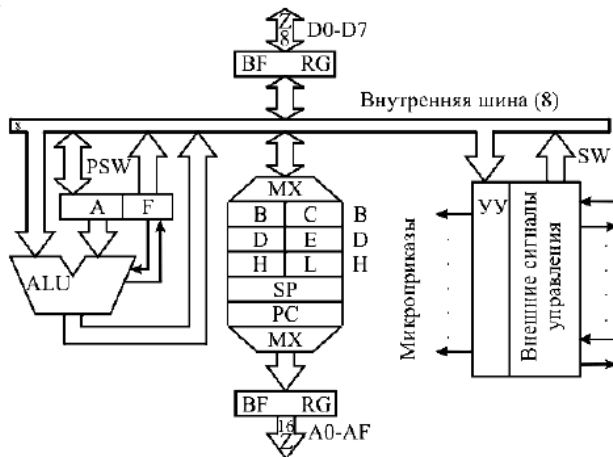 Z
8
D0-D7
BF RG
Внутренняя шина (8)
8
PSW
SW
A F
ALU
MX
B C B
D E D
H L H
SP
PC
MX
BF RG
16
Z
A0-AF
Микроприказы
УУ
Внешние сигналы
управления